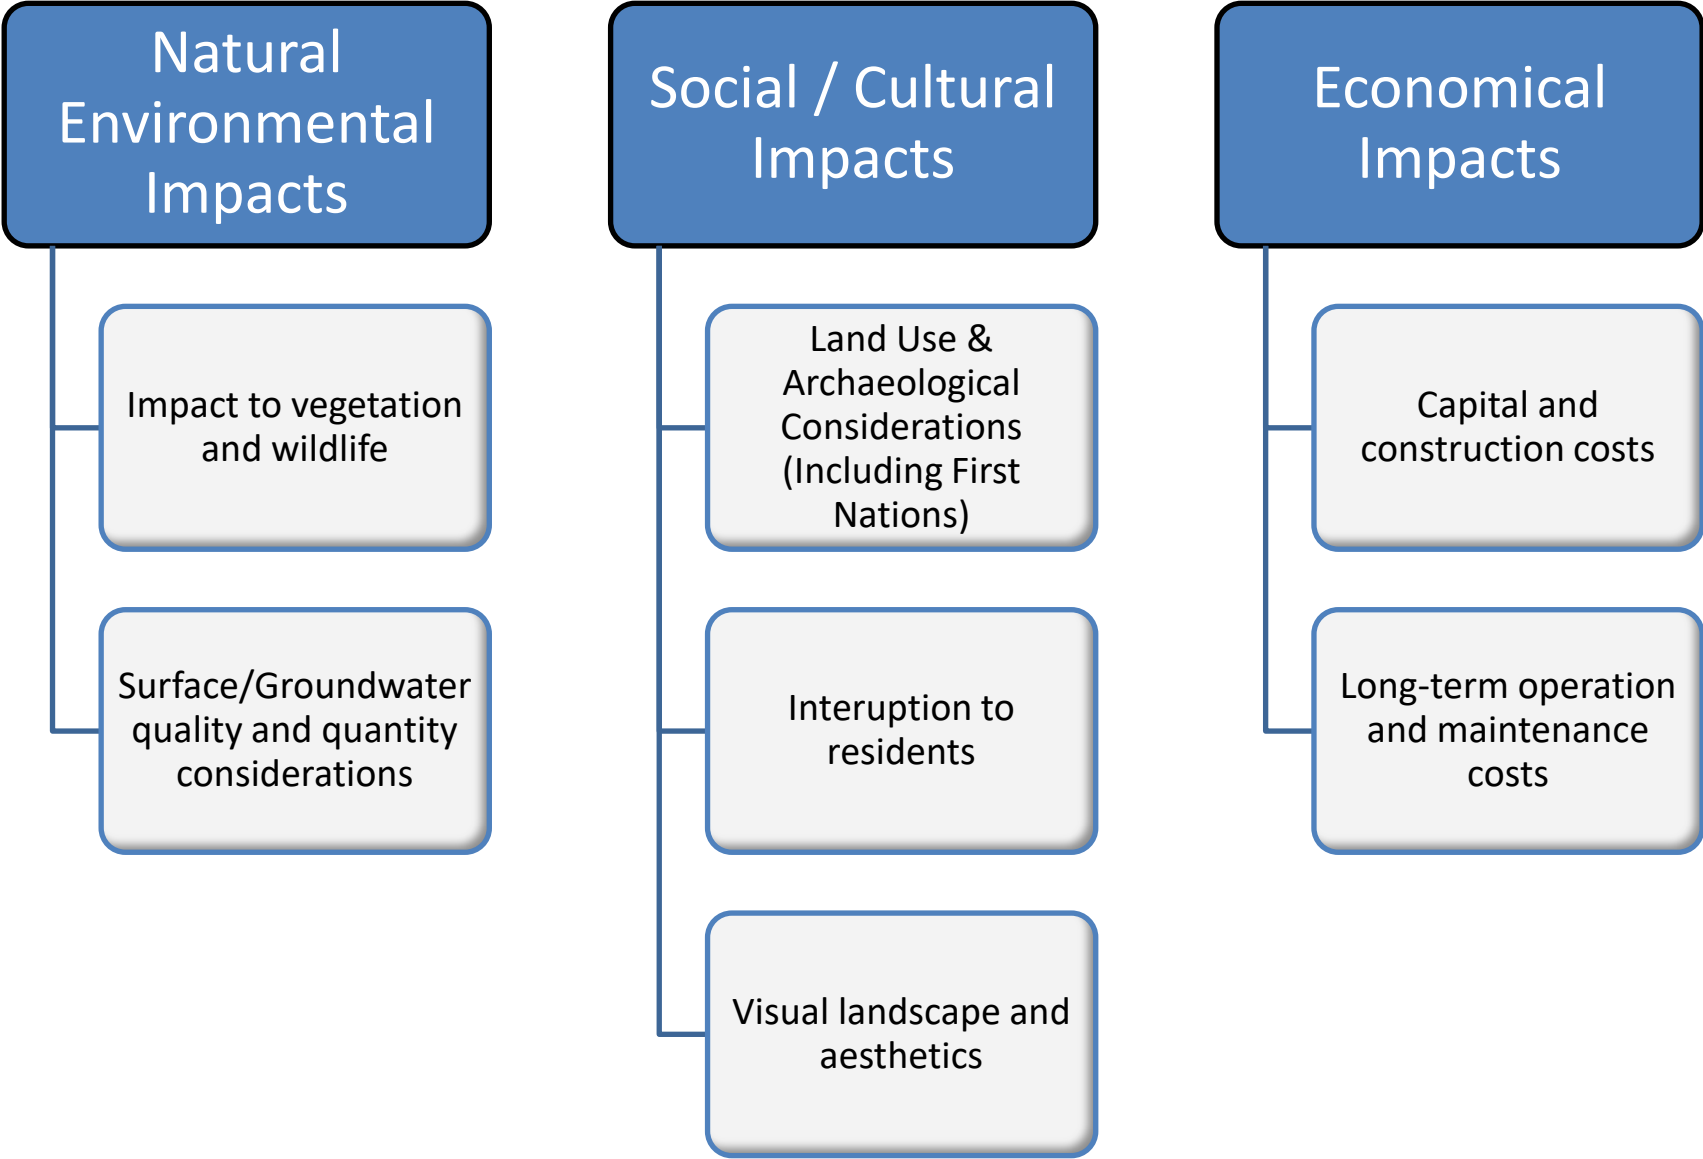 Natural
Environmental
Impacts
Impact to vegetation
and wildlife
Surface/Groundwater
quality and quantity
considerations
Social / Cultural
Impacts
Land Use &
Archaeological
Considerations
(Including First
Nations)
Interuption to
residents
Visual landscape and
aesthetics
Economical
Impacts
Capital and
construction costs
Long-term operation
and maintenance
costs